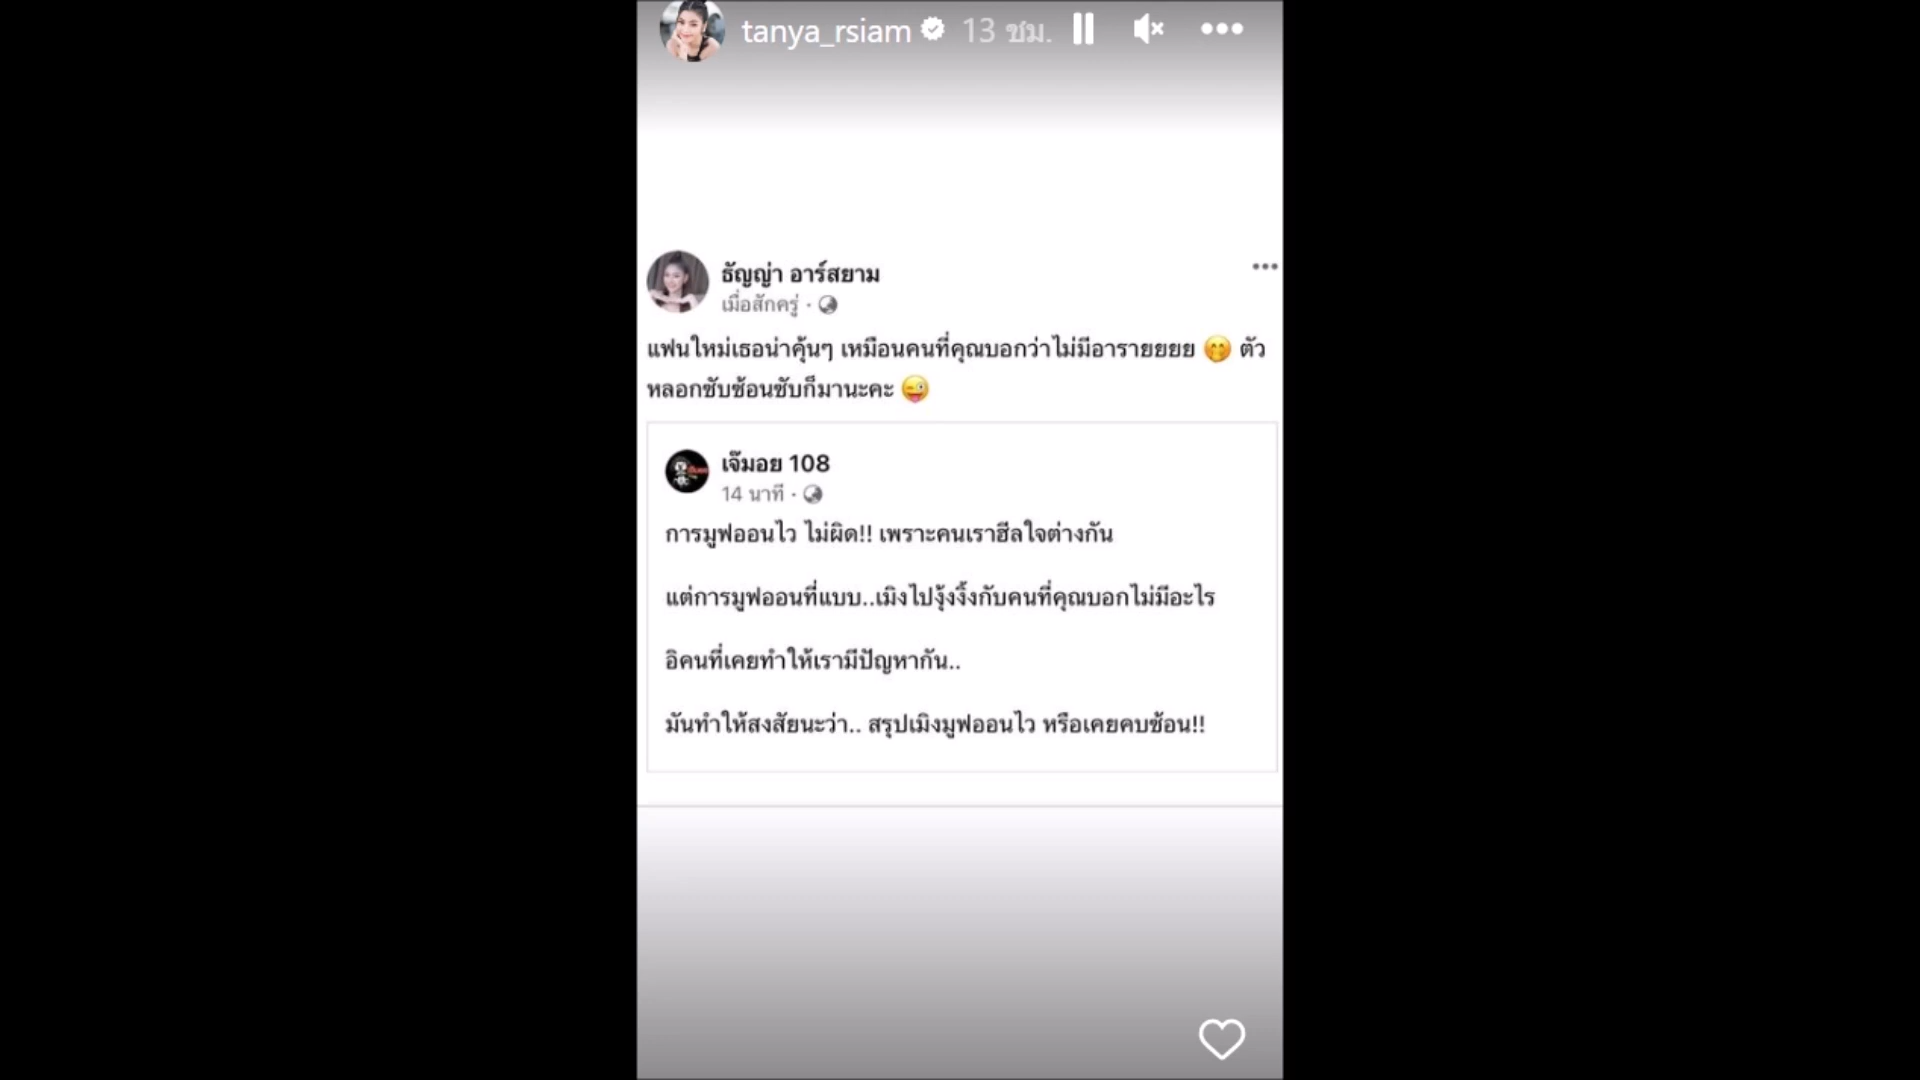 tanya_rsiam 13 ชม.
ธัญญ่า อาร์สยาม
เมื่อสักครู่ ·
แฟนใหม่เธอน่าคุ้นๆ เหมือนคนที่คุณบอกว่าไม่มีอารายยยย 🤭 ตัว
หลอกซับซ้อนซับก็มานะคะ 😜
เจ๊มอย 108
14 นาที ·
การมูฟออนไว ไม่ผิด!! เพราะคนเราฮีลใจต่างกัน
แต่การมูฟออนที่แบบ..เมิงไปงุ้งงิ้งกับคนที่คุณบอกไม่มีอะไร
อิคนที่เคยทำให้เรามีปัญหากัน..
มันทำให้สงสัยนะว่า.. สรุปเมิงมูฟออนไว หรือเคยคบซ้อน!!